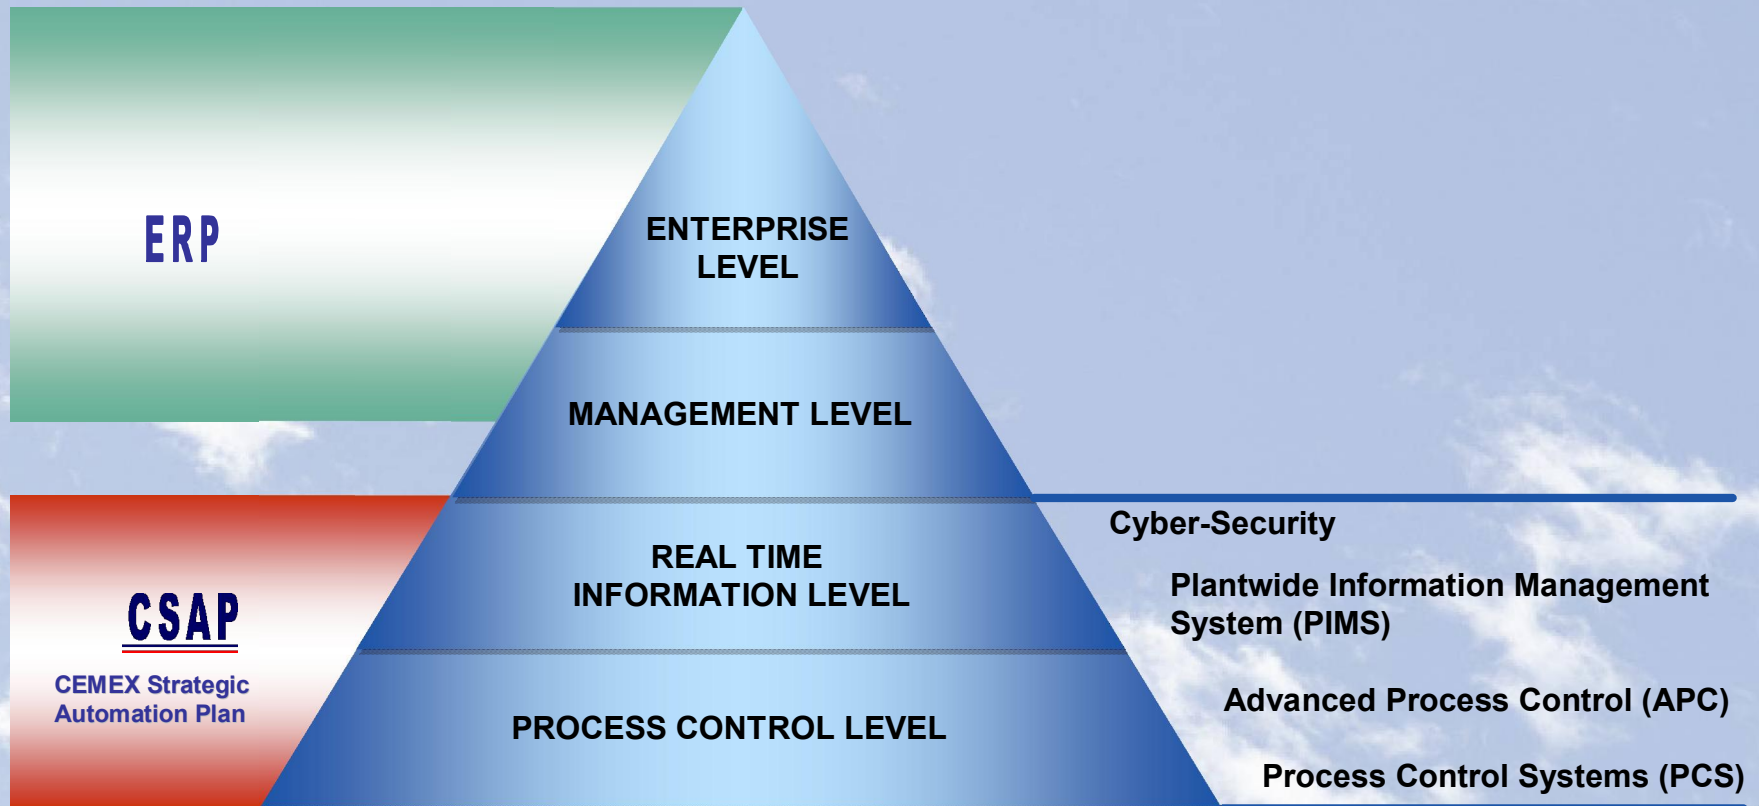 ERP
ENTERPRISE
LEVEL
MANAGEMENT LEVEL
CSAP
CEMEX Strategic
Automation Plan
REAL TIME
INFORMATION LEVEL
PROCESS CONTROL LEVEL
Cyber-Security
Plantwide Information Management
System (PIMS)
Advanced Process Control (APC)
Process Control Systems (PCS)